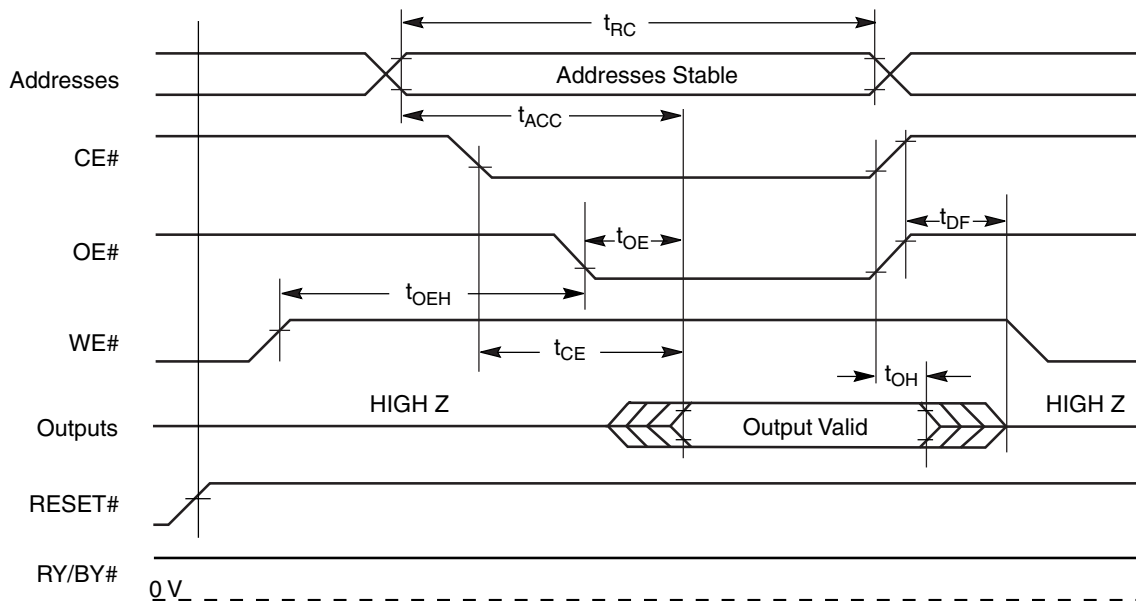 tRC
Addresses
Addresses Stable
tACC
CE#
tDF
OE#
tOE
tOEH
WE#
tCE
tOH
HIGH Z
HIGH Z
Outputs
Output Valid
RESET#
RY/BY#
0 V